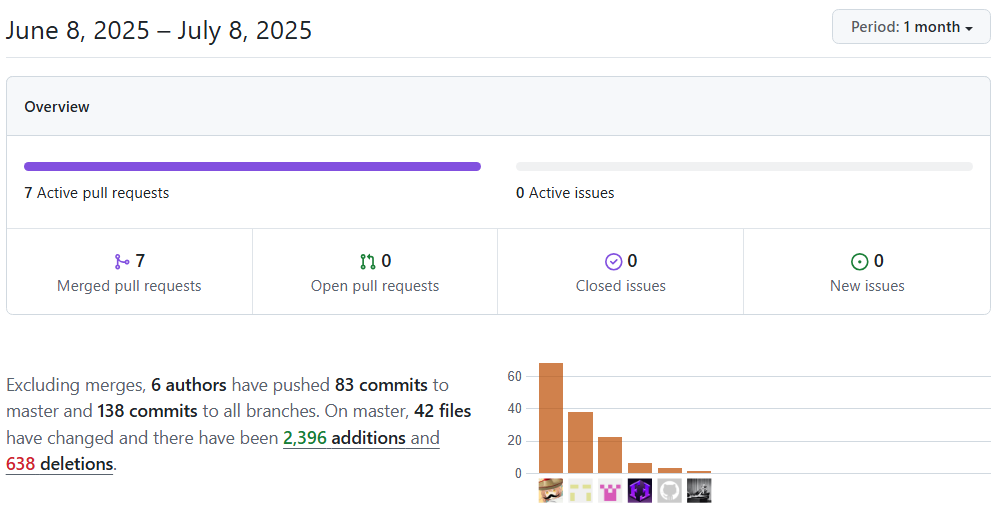 June 8, 2025 – July 8, 2025
Period: 1 month
Overview
7 Active pull requests
0 Active issues
7
Merged pull requests
0
Open pull requests
0
Closed issues
0
New issues
Excluding merges, 6 authors have pushed 83 commits to
master and 138 commits to all branches. On master, 42 files
have changed and there have been 2,396 additions and
638 deletions.
60
40
20
0